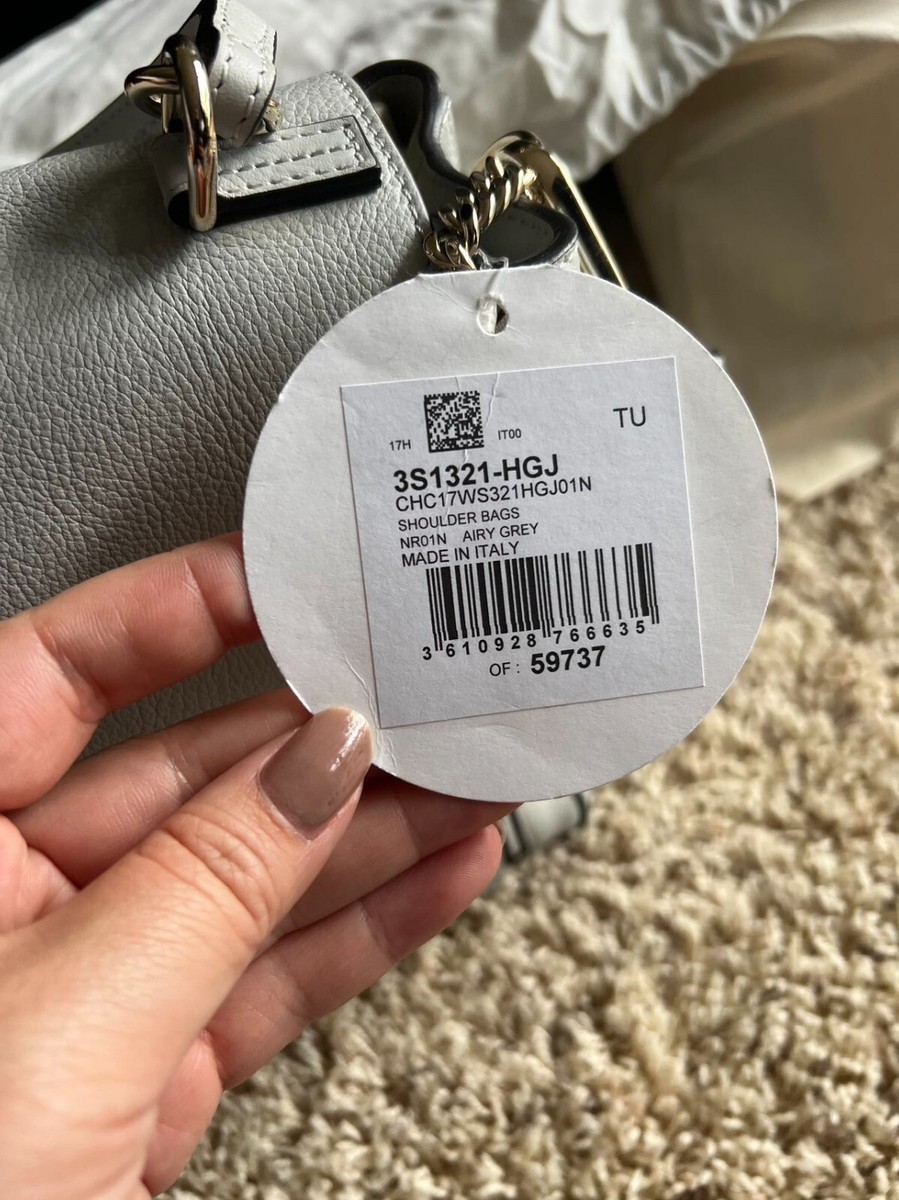 17H IT00 TU
3S1321-HGJ
CHC17WS321HGJ01N
SHOULDER BAGS
NR01N AIRY GREY
MADE IN ITALY
3 610928 766635
OF: 59737